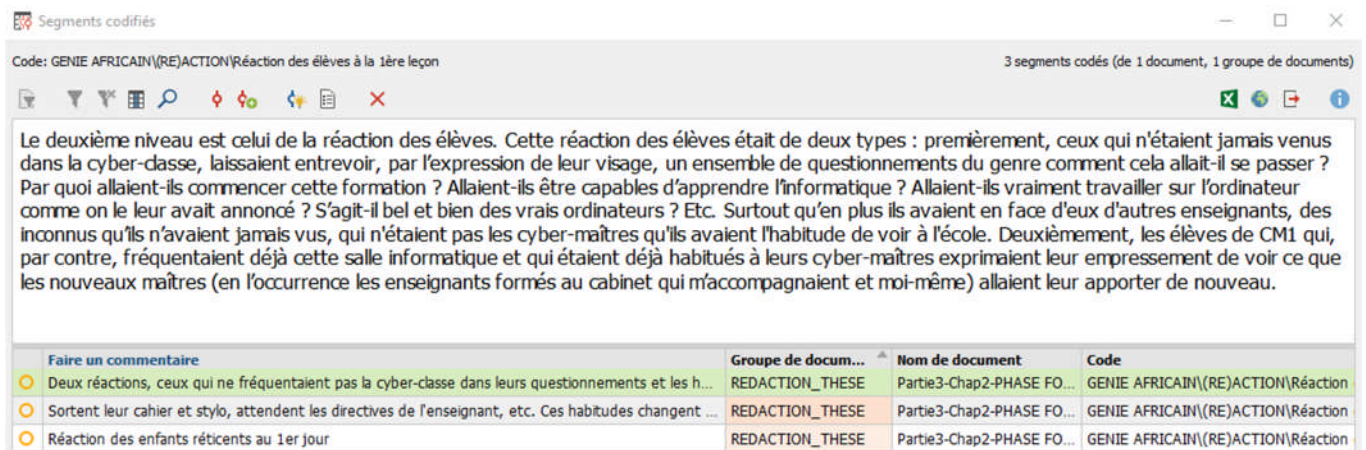 Segments codifiés
Code: GENIE AFRICAIN\(RE)ACTION\Réaction des élèves à la 1ère leçon
3 segments codés (de 1 document, 1 groupe de documents)
Le deuxième niveau est celui de la réaction des élèves. Cette réaction des élèves était de deux types : premièrement, ceux qui n'étaient jamais venus
dans la cyber-classe, laissaient entrevoir, par l’expression de leur visage, un ensemble de questionnements du genre comment cela allait-il se passer ?
Par quoi allaient-ils commencer cette formation ? Allaient-ils être capables d’apprendre l’informatique ? Allaient-ils vraiment travailler sur l’ordinateur
comme on le leur avait annoncé ? S’agit-il bel et bien des vrais ordinateurs ? Etc. Surtout qu’en plus ils avaient en face d'eux d'autres enseignants, des
inconnus qu’ils n’avaient jamais vus, qui n'étaient pas les cyber-maîtres qu'ils avaient l'habitude de voir à l'école. Deuxièmement, les élèves de CM1 qui,
par contre, fréquentaient déjà cette salle informatique et qui étaient déjà habitués à leurs cyber-maîtres exprimaient leur empressement de voir ce que
les nouveaux maîtres (en l’occurrence les enseignants formés au cabinet qui m’accompagnaient et moi-même) allaient leur apporter de nouveau.
Faire un commentaire Groupe de docum... Nom de document Code
Deux réactions, ceux qui ne fréquentaient pas la cyber-classe dans leurs questionnements et les h... REDACTION_THESE Partie3-Chap2-PHASE FO... GENIE AFRICAIN\(RE)ACTION\Réaction
Sortent leur cahier et stylo, attendent les directives de l'enseignant, etc. Ces habitudes changent ... REDACTION_THESE Partie3-Chap2-PHASE FO... GENIE AFRICAIN\(RE)ACTION\Réaction
Réaction des enfants réticents au 1er jour REDACTION_THESE Partie3-Chap2-PHASE FO... GENIE AFRICAIN\(RE)ACTION\Réaction